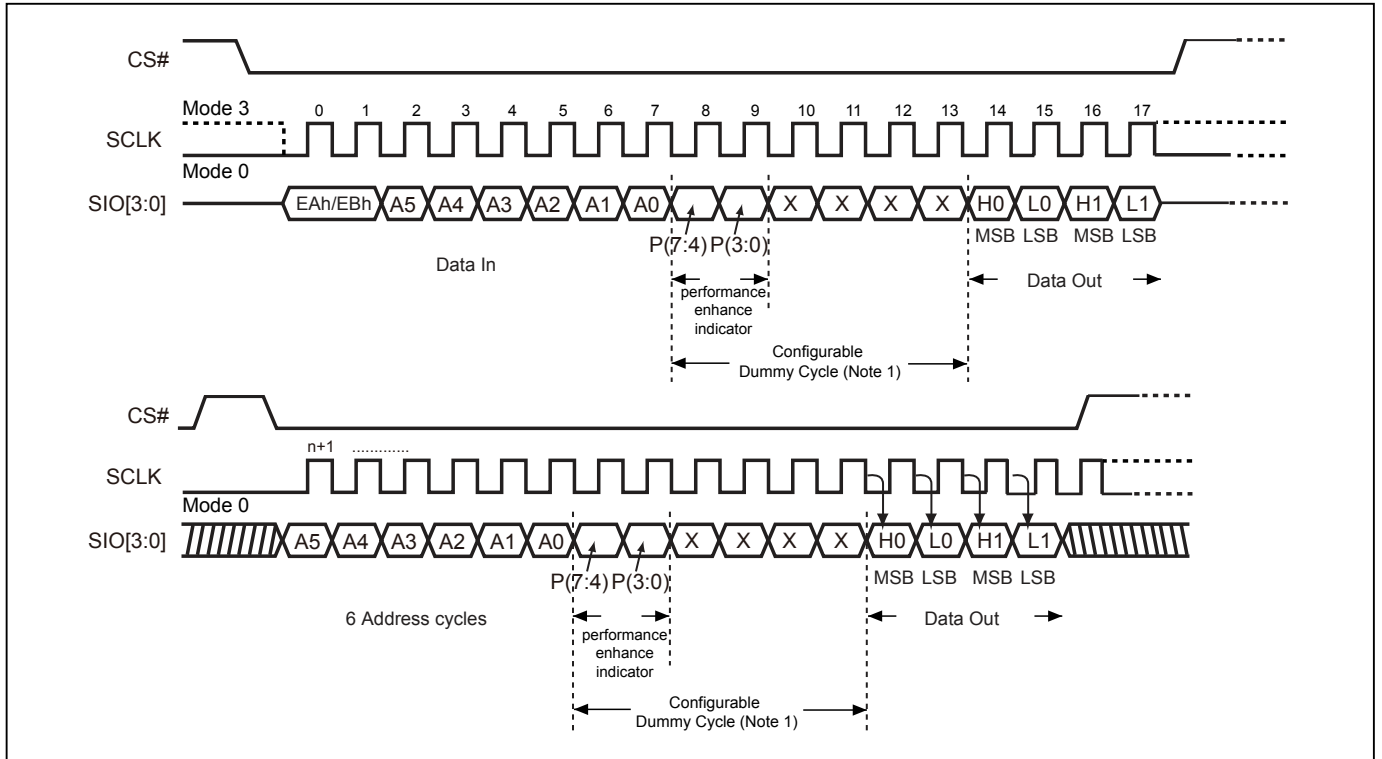 CS#
Mode 3
0 1 2 3 4 5 6 7 8 9 10 11 12 13 14 15 16 17
SCLK
Mode 0
SIO[3:0]
EAh/EBh A5 A4 A3 A2 A1 A0 X X X X H0 L0 H1 L1
P(7:4) P(3:0)
MSB LSB MSB LSB
Data In
Data Out
performance
enhance
indicator
Configurable
Dummy Cycle (Note 1)
CS#
n+1 .............
SCLK
Mode 0
SIO[3:0]
A5 A4 A3 A2 A1 A0 X X X X H0 L0 H1 L1
P(7:4) P(3:0)
MSB LSB MSB LSB
6 Address cycles
Data Out
performance
enhance
indicator
Configurable
Dummy Cycle (Note 1)